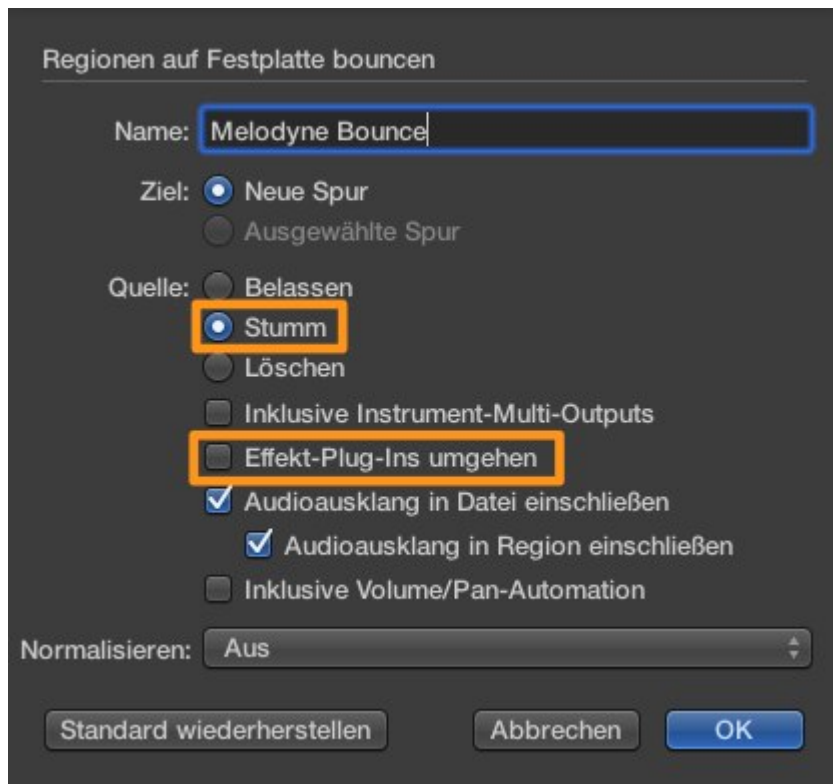 Regionen auf Festplatte bouncen
Name: Melodyne Bounce
Ziel: Neue Spur
Ausgewählte Spur
Quelle: Belassen
Stumm
Löschen
Inklusive Instrument-Multi-Outputs
Effekt-Plug-Ins umgehen
Audioausklang in Datei einschließen
Audioausklang in Region einschließen
Inklusive Volume/Pan-Automation
Normalisieren: Aus
Standard wiederherstellen Abbrechen OK